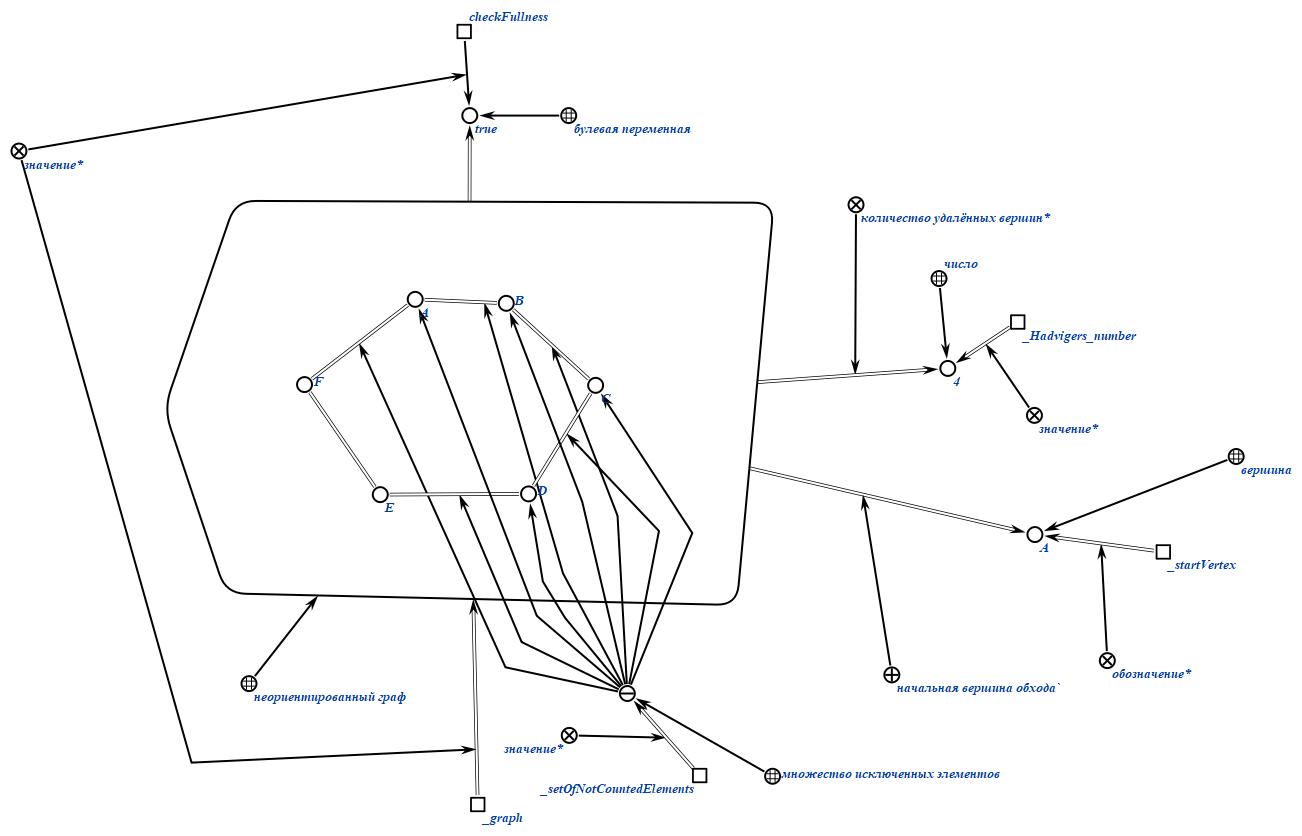 checkFullness
true
булевая переменная
значение*
количество удалённых вершин*
число
_Hadvigers_number
4
значение*
A
B
F
C
вершина
D
E
A
_startVertex
обозначение*
начальная вершина обхода`
неориентированный граф
значение*
множество исключенных элементов
_setOfNotCountedElements
_graph